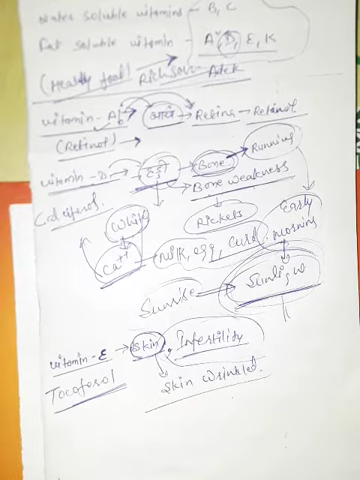 Water soluble vitamins - B, C
Fat soluble vitamin - A, D, E, K
(Healthy food) → Rich source
vitamin - A → → Retina → Retinol
(Retinol) →
vitamin - D → हड्डी → Bone → Running
→ Bone weakness
Calciferol.
Rickets
Early morning
White
Ca++ Milk, egg, curd
Sunrise → Sunlight
vitamin - E → Skin, Infertility
Tocoferol
→ Skin wrinkled.